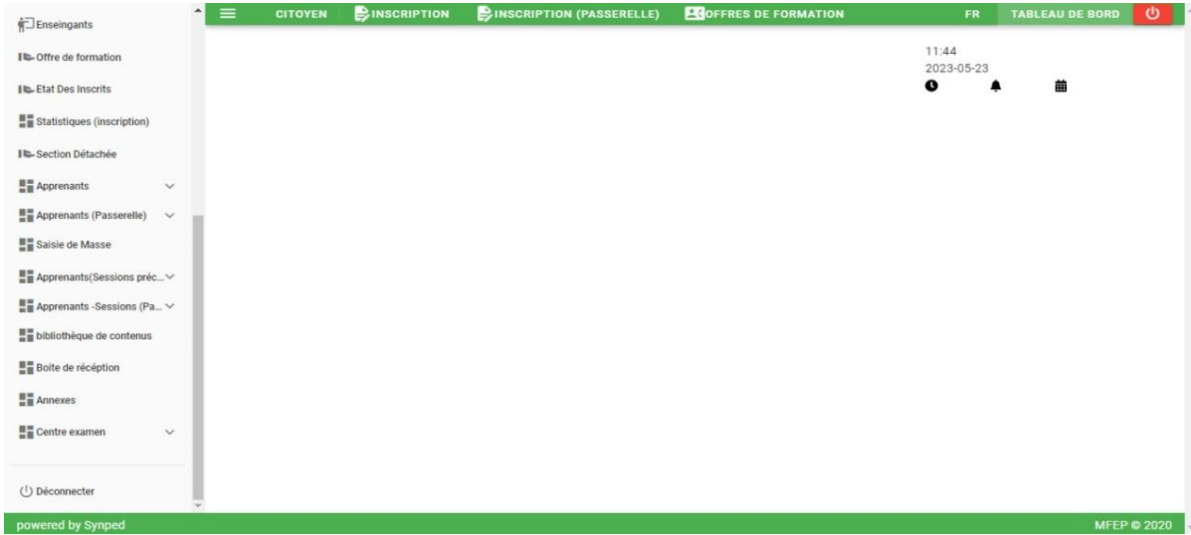 CITOYEN INSCRIPTION INSCRIPTION (PASSERELLE) OFFRES DE FORMATION FR TABLEAU DE BORD
Enseingants
Offre de formation
Etat Des Inscrits
Statistiques (inscription)
Section Détachée
Apprenants
Apprenants (Passerelle)
Saisie de Masse
Apprenants(Sessions préc...
Apprenants -Sessions (Pa...
bibliothèque de contenus
Boite de récéption
Annexes
Centre examen
Déconnecter
11:44
2023-05-23
powered by Synped MFEP © 2020